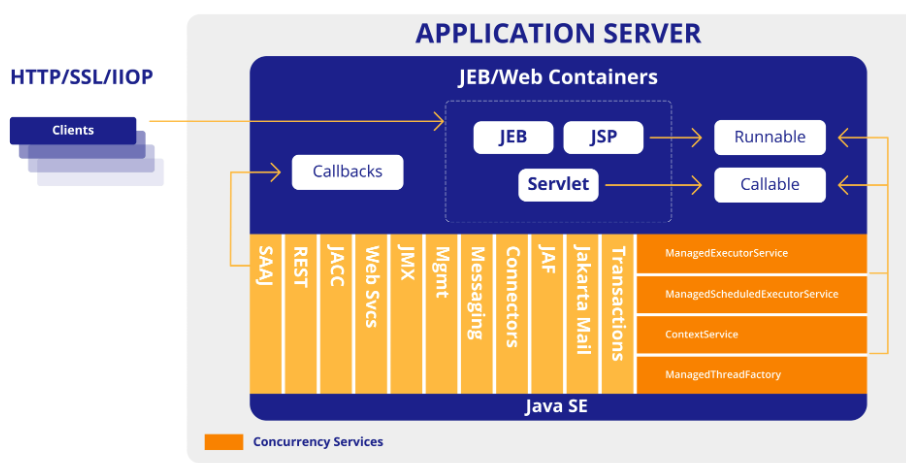 APPLICATION SERVER
HTTP/SSL/IIOP
JEB/Web Containers
Clients
JEB
JSP
Runnable
Callbacks
Servlet
Callable
SAAJ
REST
JACC
Web Svcs
JMX
Mgmt
Messaging
Connectors
JAF
Jakarta Mail
Transactions
ManagedExecutorService
ManagedScheduledExecutorService
ContextService
ManagedThreadFactory
Java SE
Concurrency Services